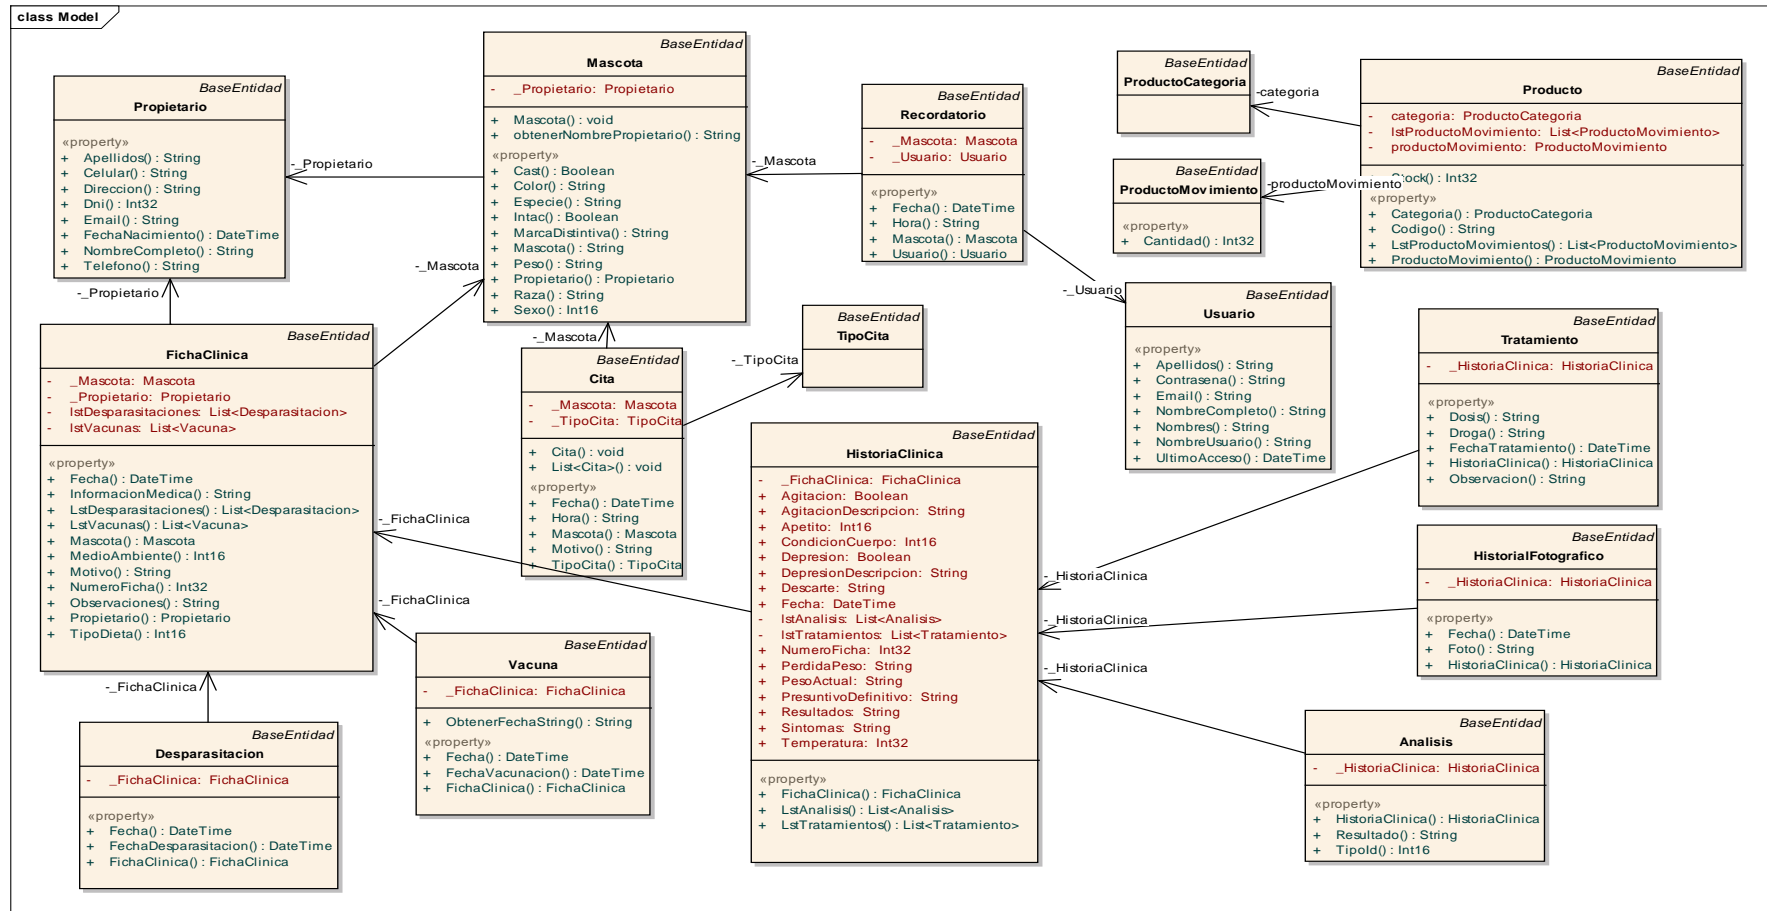 class Model
BaseEntidad
Propietario
«property»
+ Apellidos() : String
+ Celular() : String
+ Direccion() : String
+ Dni() : Int32
+ Email() : String
+ FechaNacimiento() : DateTime
+ NombreCompleto() : String
+ Telefono() : String
-_Propietario
BaseEntidad
Mascota
- _Propietario: Propietario
+ Mascota() : void
+ obtenerNombrePropietario() : String
«property»
+ Cast() : Boolean
+ Color() : String
+ Especie() : String
+ Intac() : Boolean
+ MarcaDistintiva() : String
+ Mascota() : String
+ Peso() : String
+ Propietario() : Propietario
+ Raza() : String
+ Sexo() : Int16
-_Mascota
BaseEntidad
Recordatorio
- _Mascota: Mascota
- _Usuario: Usuario
«property»
+ Fecha() : DateTime
+ Hora() : String
+ Mascota() : Mascota
+ Usuario() : Usuario
-_Usuario
BaseEntidad
ProductoCategoria
-categoria
BaseEntidad
ProductoMovimiento
«property»
+ Cantidad() : Int32
-productoMovimiento
BaseEntidad
Producto
- categoria: ProductoCategoria
- lstProductoMovimiento: List<ProductoMovimiento>
- productoMovimiento: ProductoMovimiento
Stock() : Int32
«property»
+ Categoria() : ProductoCategoria
+ Codigo() : String
+ LstProductoMovimientos() : List<ProductoMovimiento>
+ ProductoMovimiento() : ProductoMovimiento
-_Propietario
-_Mascota
BaseEntidad
FichaClinica
- _Mascota: Mascota
- _Propietario: Propietario
- lstDesparasitaciones: List<Desparasitacion>
- lstVacunas: List<Vacuna>
«property»
+ Fecha() : DateTime
+ InformacionMedica() : String
+ LstDesparasitaciones() : List<Desparasitacion>
+ LstVacunas() : List<Vacuna>
+ Mascota() : Mascota
+ MedioAmbiente() : Int16
+ Motivo() : String
+ NumeroFicha() : Int32
+ Observaciones() : String
+ Propietario() : Propietario
+ TipoDieta() : Int16
-_Mascota
BaseEntidad
Cita
- _Mascota: Mascota
- _TipoCita: TipoCita
+ Cita() : void
+ List<Cita>() : void
«property»
+ Fecha() : DateTime
+ Hora() : String
+ Mascota() : Mascota
+ Motivo() : String
+ TipoCita() : TipoCita
-_TipoCita
BaseEntidad
TipoCita
BaseEntidad
Usuario
«property»
+ Apellidos() : String
+ Contrasena() : String
+ Email() : String
+ NombreCompleto() : String
+ Nombres() : String
+ NombreUsuario() : String
+ UltimoAcceso() : DateTime
BaseEntidad
Tratamiento
- _HistoriaClinica: HistoriaClinica
«property»
+ Dosis() : String
+ Droga() : String
+ FechaTratamiento() : DateTime
+ HistoriaClinica() : HistoriaClinica
+ Observacion() : String
-_FichaClinica
-_FichaClinica
BaseEntidad
HistoriaClinica
- _FichaClinica: FichaClinica
+ Agitacion: Boolean
+ AgitacionDescripcion: String
+ Apetito: Int16
+ CondicionCuerpo: Int16
+ Depresion: Boolean
+ DepresionDescripcion: String
+ Descarte: String
+ Fecha: DateTime
- lstAnalisis: List<Analisis>
- lstTratamientos: List<Tratamiento>
+ NumeroFicha: Int32
+ PerdidaPeso: String
+ PesoActual: String
+ PresuntivoDefinitivo: String
+ Resultados: String
+ Sintomas: String
+ Temperatura: Int32
«property»
+ FichaClinica() : FichaClinica
+ LstAnalisis() : List<Analisis>
+ LstTratamientos() : List<Tratamiento>
-_HistoriaClinica
-_HistoriaClinica
-_HistoriaClinica
BaseEntidad
HistorialFotografico
- _HistoriaClinica: HistoriaClinica
«property»
+ Fecha() : DateTime
+ Foto() : String
+ HistoriaClinica() : HistoriaClinica
-_FichaClinica
BaseEntidad
Vacuna
- _FichaClinica: FichaClinica
+ ObtenerFechaString() : String
«property»
+ Fecha() : DateTime
+ FechaVacunacion() : DateTime
+ FichaClinica() : FichaClinica
BaseEntidad
Desparasitacion
- _FichaClinica: FichaClinica
«property»
+ Fecha() : DateTime
+ FechaDesparasitacion() : DateTime
+ FichaClinica() : FichaClinica
BaseEntidad
Analisis
- _HistoriaClinica: HistoriaClinica
«property»
+ HistoriaClinica() : HistoriaClinica
+ Resultado() : String
+ TipoId() : Int16